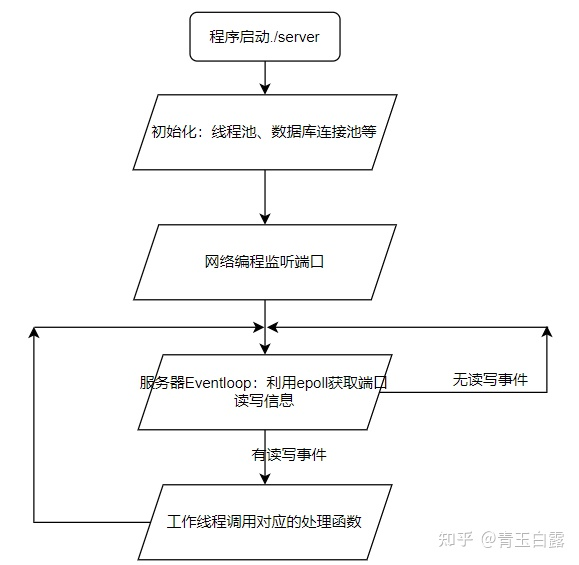 程序启动./server
初始化：线程池、数据库连接池等
网络编程监听端口
服务器Eventloop：利用epoll获取端口
读写信息
无读写事件
有读写事件
工作线程调用对应的处理函数
知乎 @青玉白露